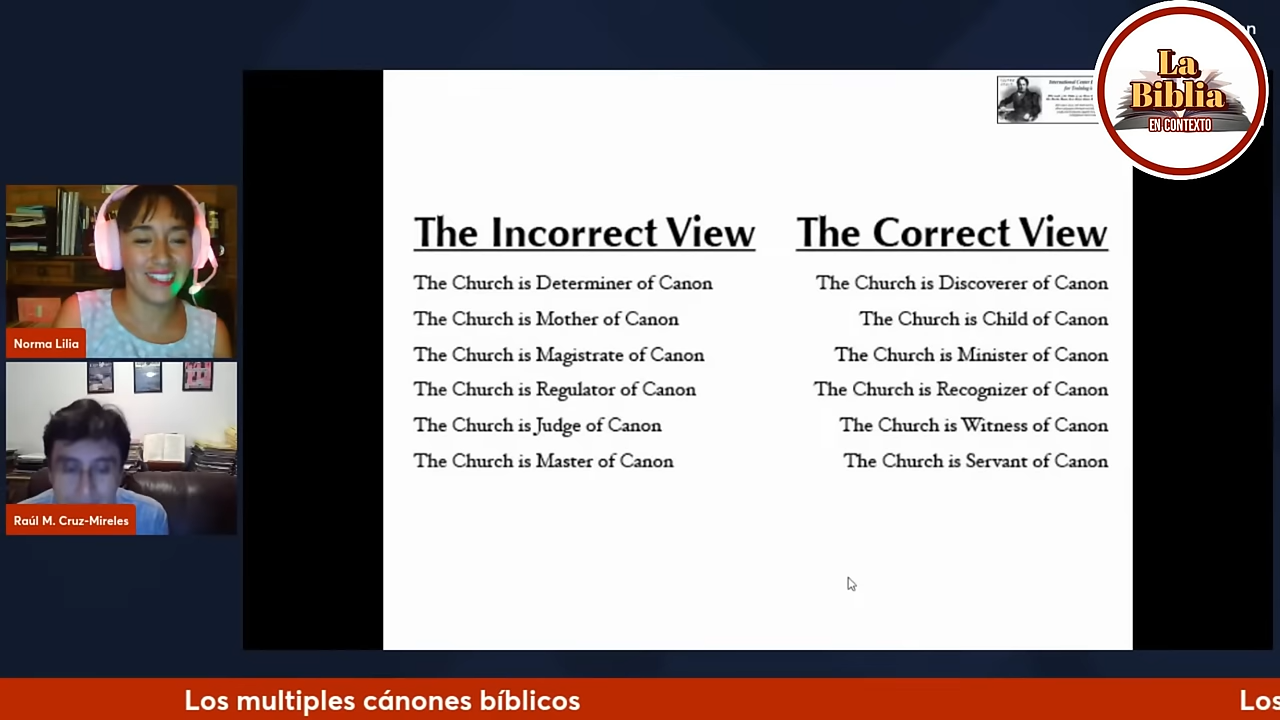 La
Biblia
EN CONTEXTO
International Center
for Training
The Incorrect View
The Church is Determiner of Canon
The Church is Mother of Canon
The Church is Magistrate of Canon
The Church is Regulator of Canon
The Church is Judge of Canon
The Church is Master of Canon
The Correct View
The Church is Discoverer of Canon
The Church is Child of Canon
The Church is Minister of Canon
The Church is Recognizer of Canon
The Church is Witness of Canon
The Church is Servant of Canon
Norma Lilia
Raúl M. Cruz-Mireles
Los multiples cánones bíblicos
Los